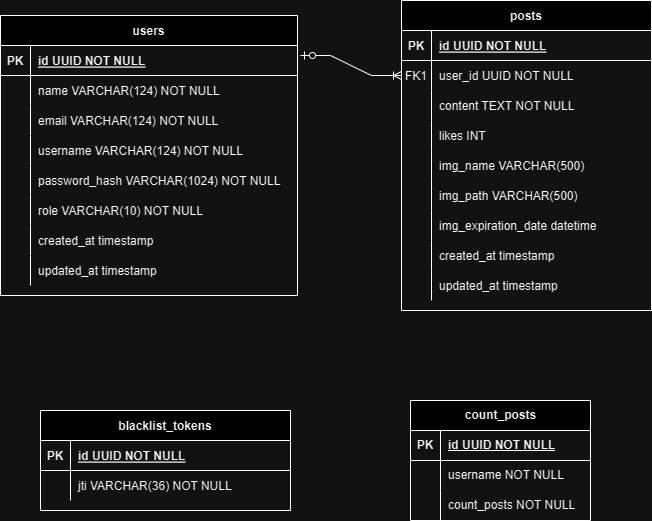 users
PK id UUID NOT NULL
name VARCHAR(124) NOT NULL
email VARCHAR(124) NOT NULL
username VARCHAR(124) NOT NULL
password_hash VARCHAR(1024) NOT NULL
role VARCHAR(10) NOT NULL
created_at timestamp
updated_at timestamp
posts
PK id UUID NOT NULL
FK1 user_id UUID NOT NULL
content TEXT NOT NULL
likes INT
img_name VARCHAR(500)
img_path VARCHAR(500)
img_expiration_date datetime
created_at timestamp
updated_at timestamp
blacklist_tokens
PK id UUID NOT NULL
jti VARCHAR(36) NOT NULL
count_posts
PK id UUID NOT NULL
username NOT NULL
count_posts NOT NULL